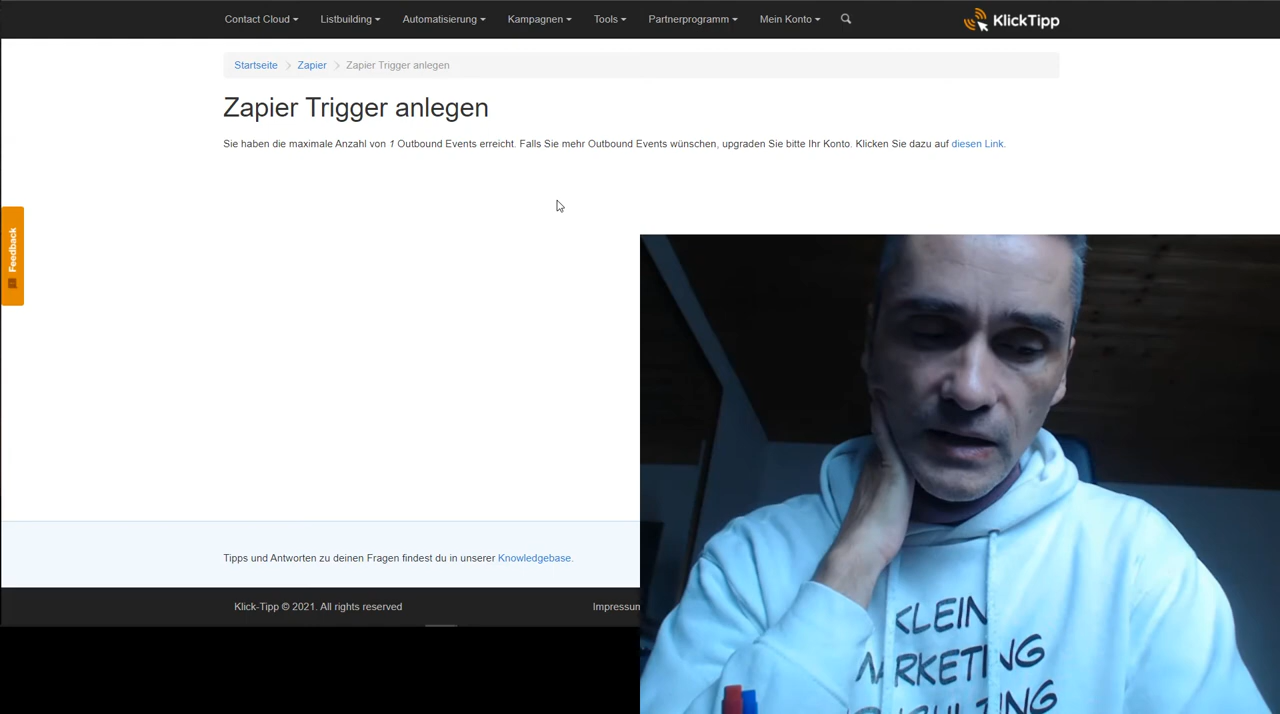 Contact Cloud Listbuilding Automatisierung Kampagnen Tools Partnerprogramm Mein Konto KlickTipp
Startseite Zapier Zapier Trigger anlegen
Zapier Trigger anlegen
Sie haben die maximale Anzahl von 1 Outbound Events erreicht. Falls Sie mehr Outbound Events wünschen, upgraden Sie bitte Ihr Konto. Klicken Sie dazu auf diesen Link.
Feedback
Tipps und Antworten zu deinen Fragen findest du in unserer Knowledgebase.
Klick-Tipp © 2021. All rights reserved Impressum
KLEIN
MARKETING
CONSULTING